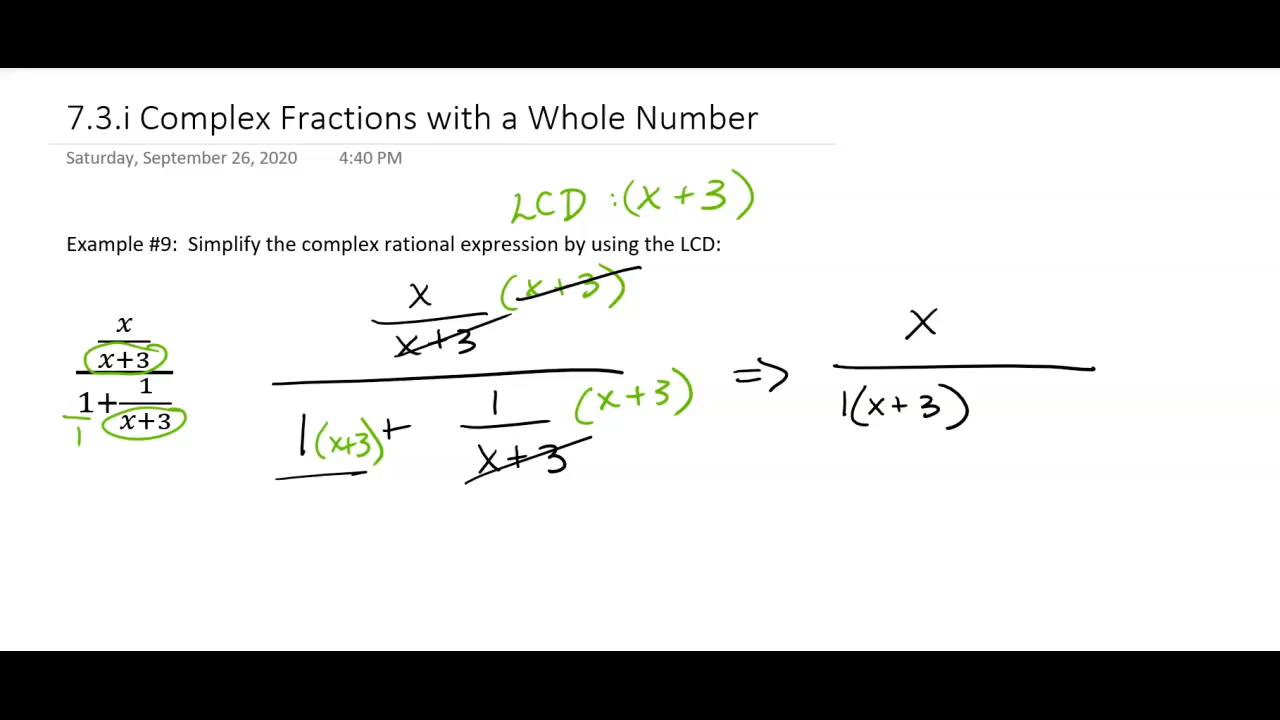 7.3.i Complex Fractions with a Whole Number
Saturday, September 26, 2020 4:40 PM
LCD :(x+3)
Example #9: Simplify the complex rational expression by using the LCD:
x
x+3
1+
1
x+3
1
x (x+3)
x+3
1(x+3)+
1 (x+3)
x+3
=>
x
1(x+3)